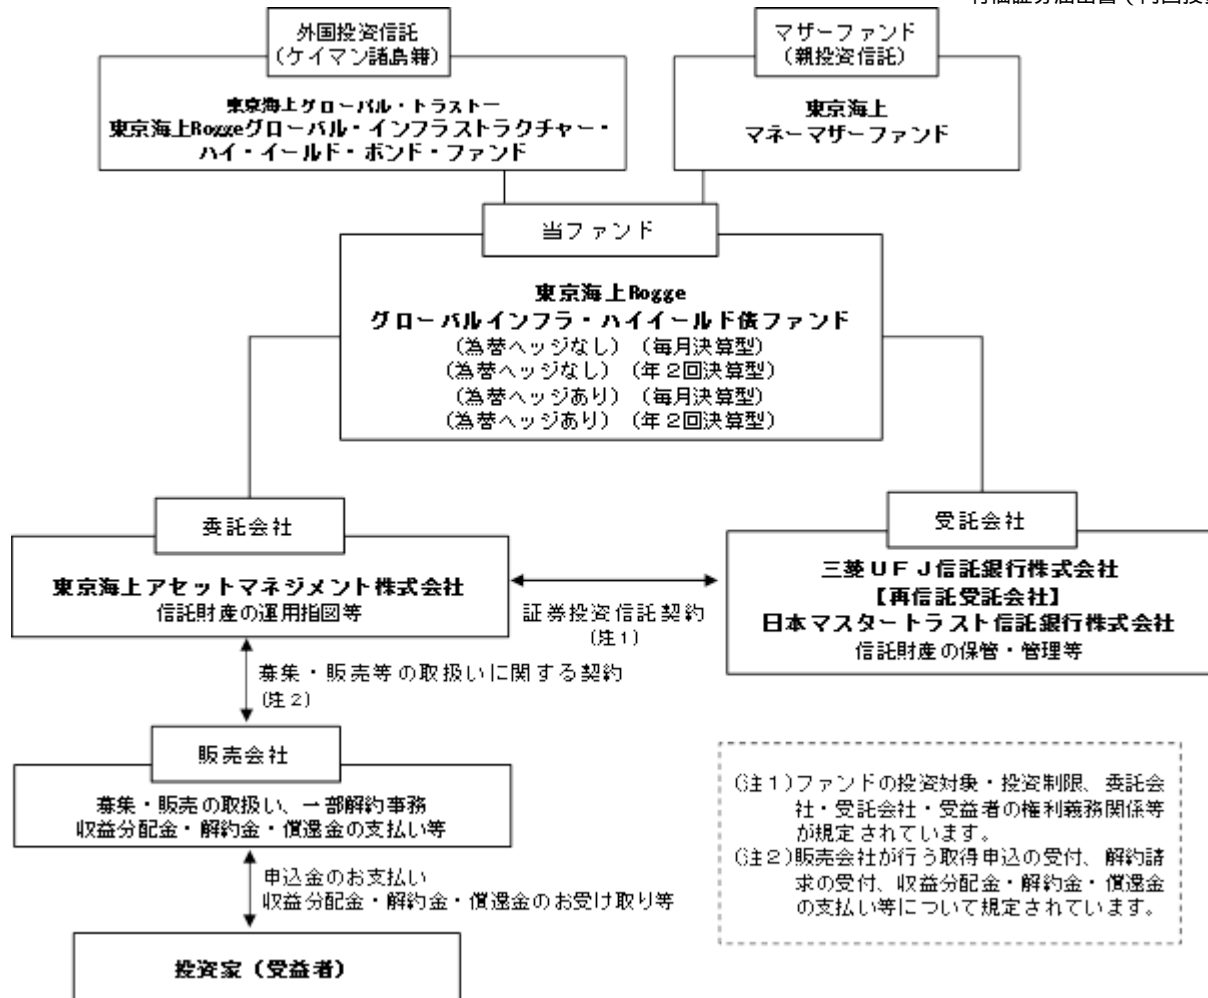 外国投資信託
(ケイマン諸島籍)
東京海上グローバル・トラストー
東京海上Roggeグローバル・インフラストラクチャー・
ハイ・イールド・ボンド・ファンド
マザーファンド
(親投資信託)
東京海上
マネーマザーファンド
当ファンド
東京海上Rogge
グローバルインフラ・ハイイールド債ファンド
(為替ヘッジなし) (毎月決算型)
(為替ヘッジなし) (年2回決算型)
(為替ヘッジあり) (毎月決算型)
(為替ヘッジあり) (年2回決算型)
委託会社
東京海上アセットマネジメント株式会社
信託財産の運用指図等
証券投資信託契約
(注1)
受託会社
三菱UFJ信託銀行株式会社
【再信託受託会社】
日本マスタートラスト信託銀行株式会社
信託財産の保管・管理等
募集・販売等の取扱いに関する契約
(注2)
販売会社
募集・販売の取扱い、一部解約事務
収益分配金・解約金・償還金の支払い等
申込金のお支払い
収益分配金・解約金・償還金のお受け取り等
投資家(受益者)
(注1)ファンドの投資対象・投資制限、委託会
社・受託会社・受益者の権利義務関係等
が規定されています。
(注2)販売会社が行う取得申込の受付、解約請
求の受付、収益分配金・解約金・償還金
の支払い等について規定されています。